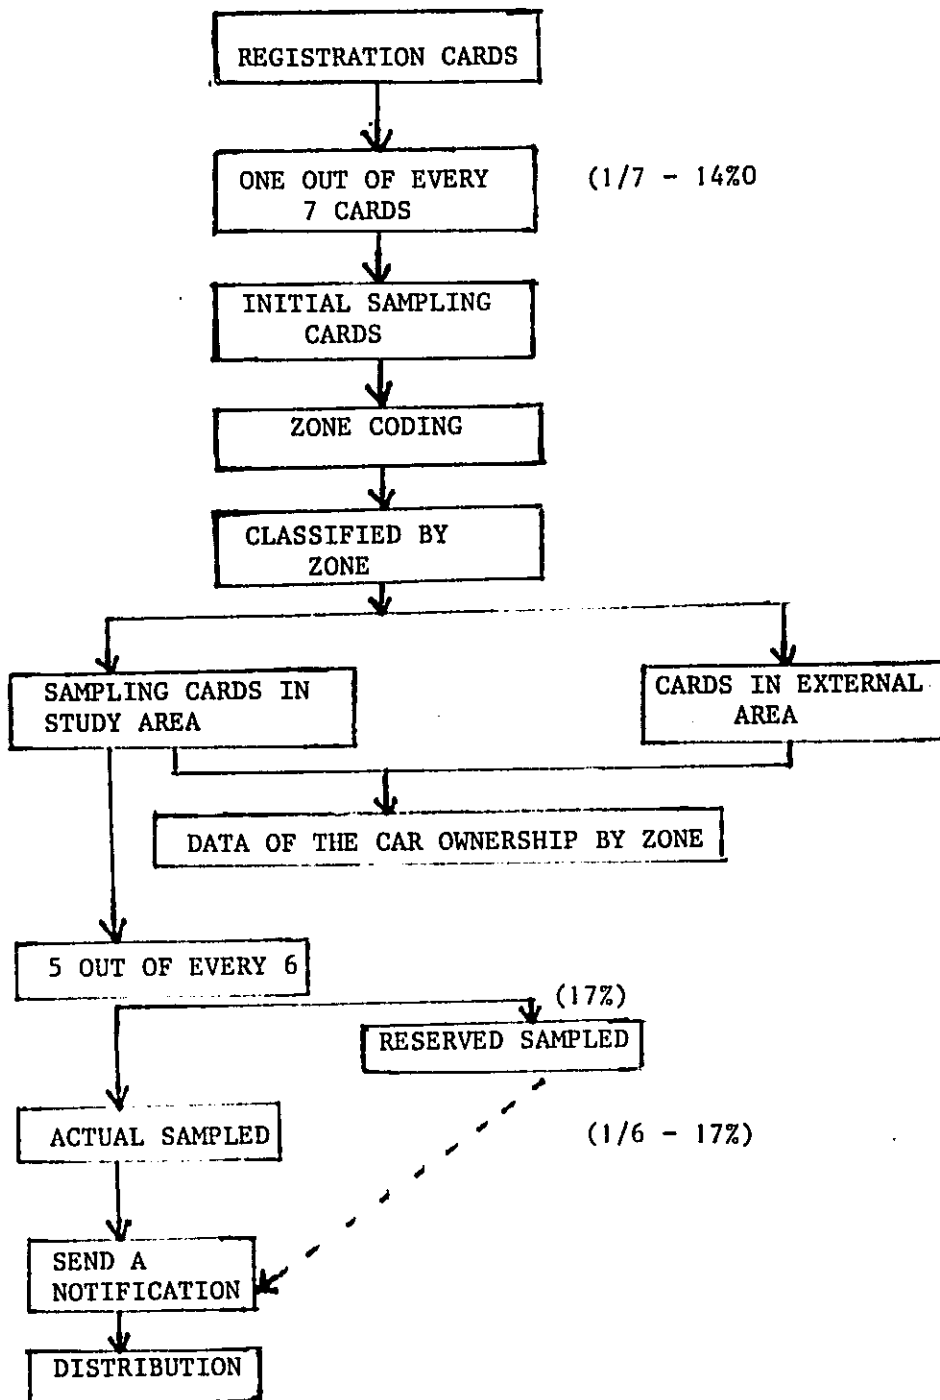 REGISTRATION CARDS
ONE OUT OF EVERY
7 CARDS
(1/7 - 14%0
INITIAL SAMPLING
CARDS
ZONE CODING
CLASSIFIED BY
ZONE
SAMPLING CARDS IN
STUDY AREA
CARDS IN EXTERNAL
AREA
DATA OF THE CAR OWNERSHIP BY ZONE
5 OUT OF EVERY 6
(17%)
RESERVED SAMPLED
ACTUAL SAMPLED
(1/6 - 17%)
SEND A
NOTIFICATION
DISTRIBUTION